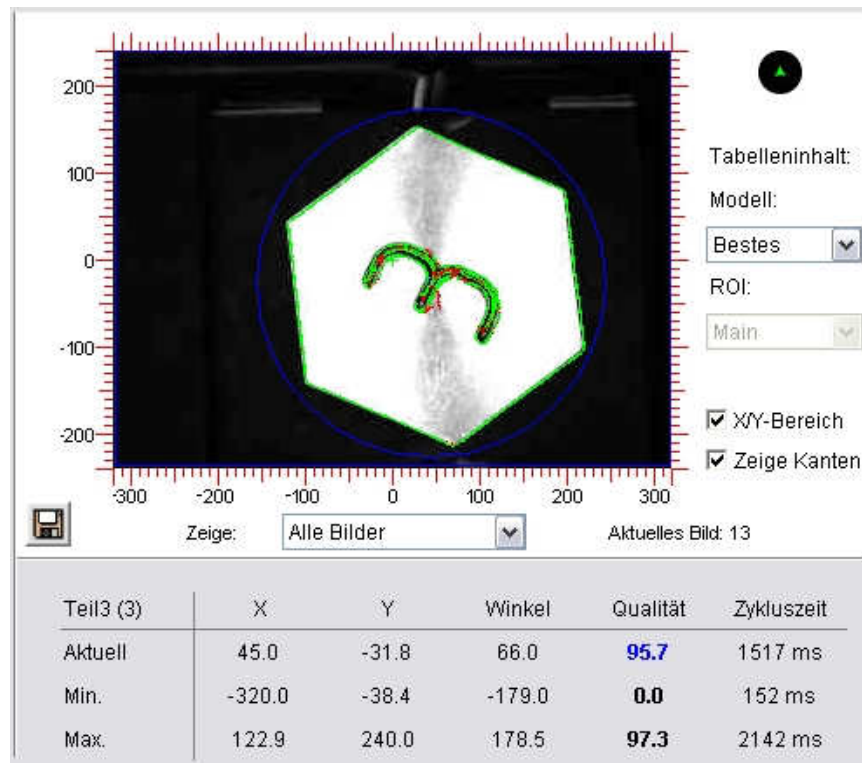 Tabelleninhalt:
Modell:
Bestes
ROI:
Main
X/Y-Bereich
Zeige Kanten
200
100
0
-100
-200
-300 -200 -100 0 100 200 300
3
Zeige: Alle Bilder Aktuelles Bild: 13
Teil3 (3) X Y Winkel Qualität Zykluszeit
Aktuell 45.0 -31.8 66.0 95.7 1517 ms
Min. -320.0 -38.4 -179.0 0.0 152 ms
Max. 122.9 240.0 178.5 97.3 2142 ms